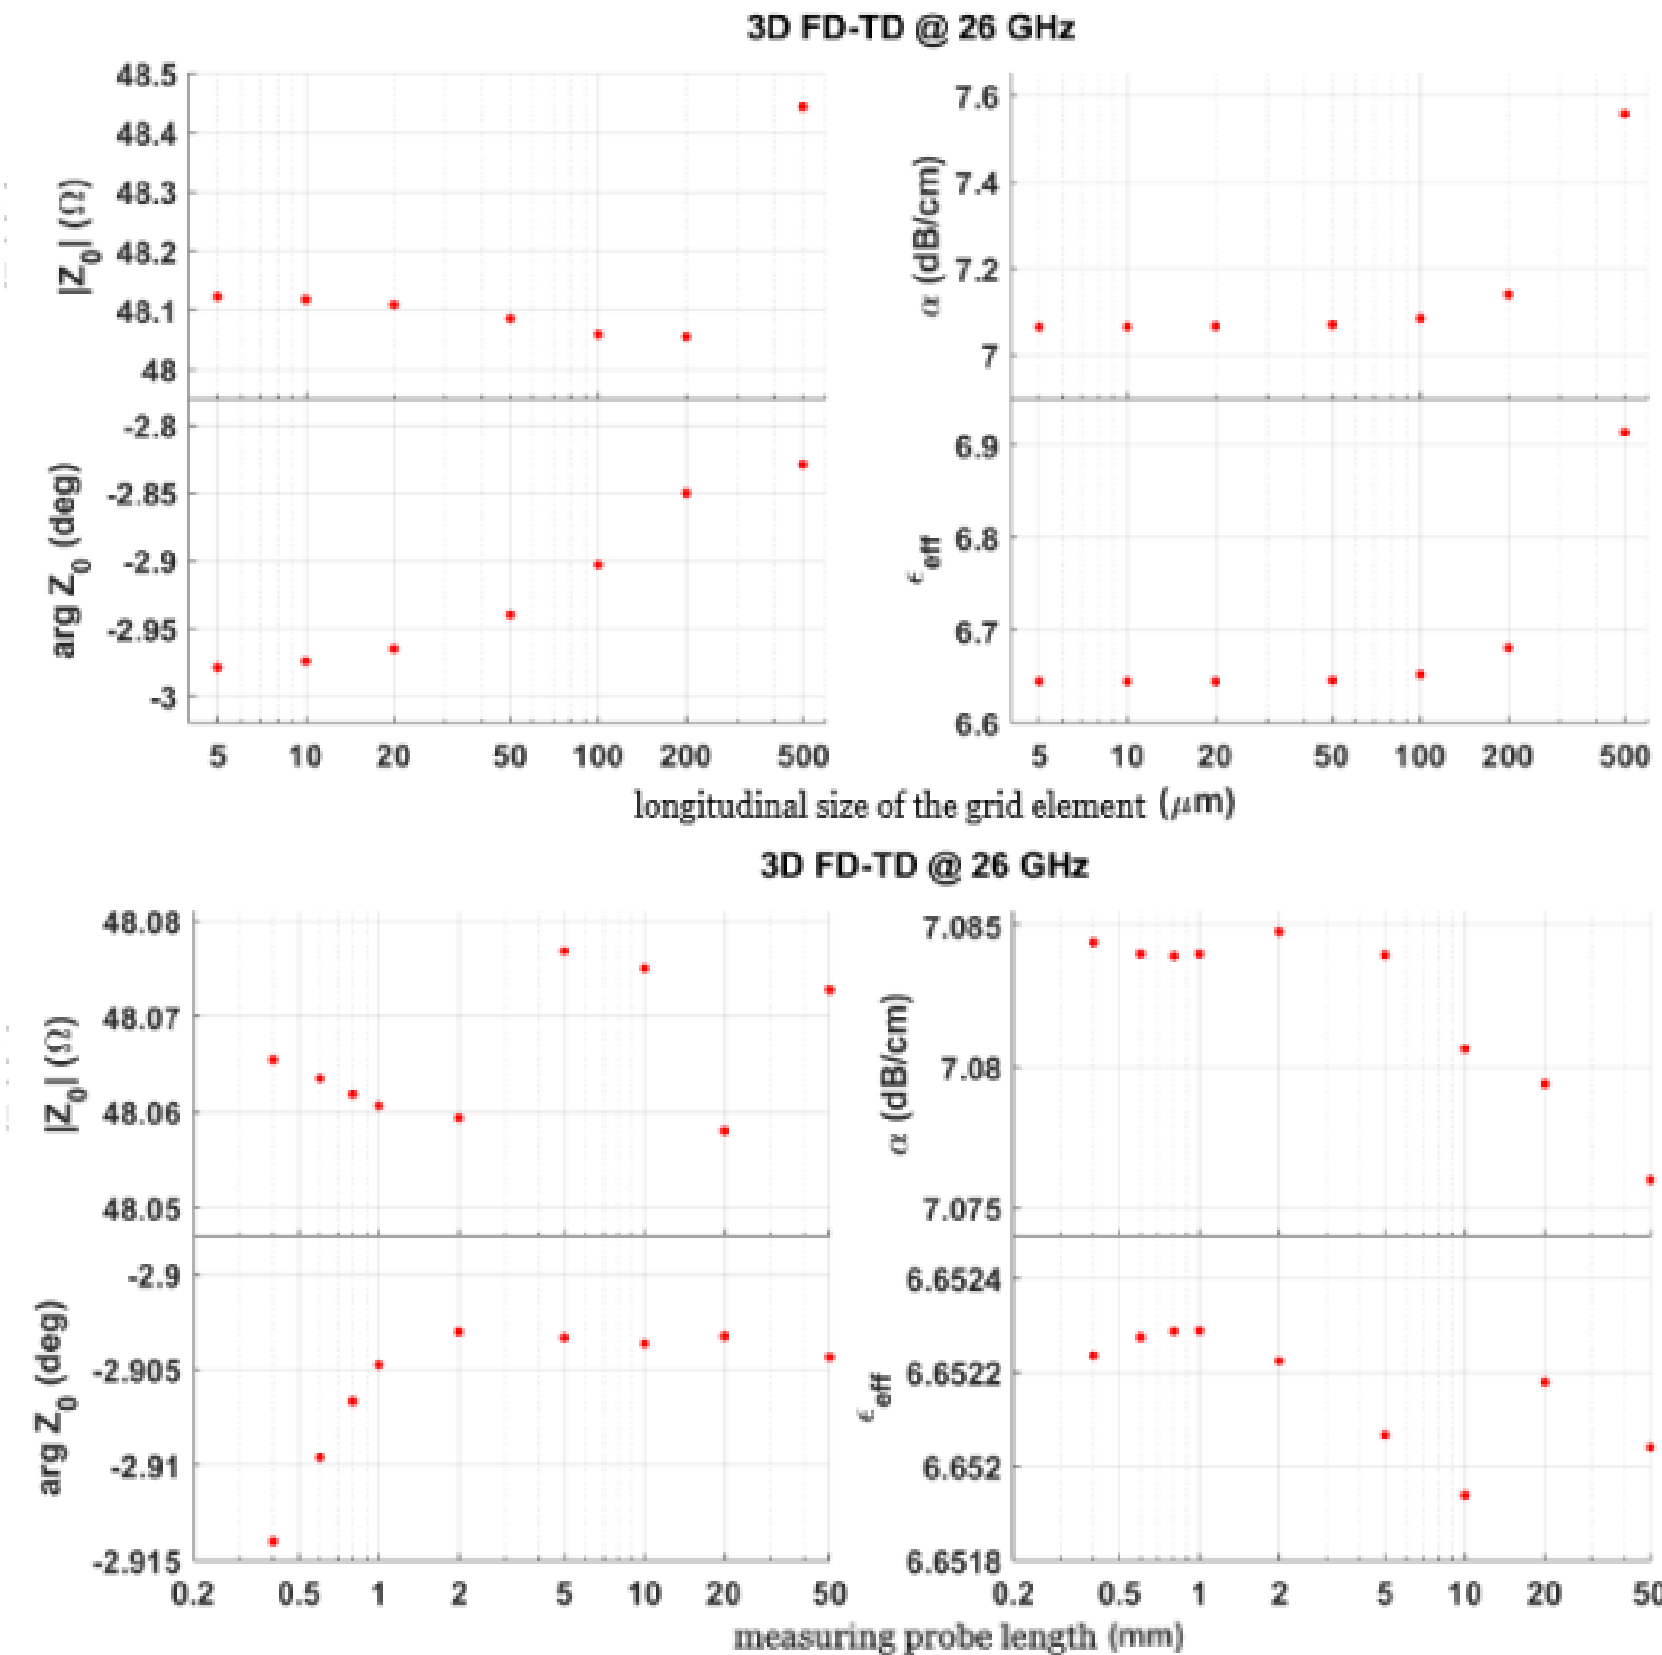 3D FD-TD @ 26 GHz
48.5
48.4
48.3
48.2
48.1
48
|Z0| (Ω)
-2.8
-2.85
-2.9
-2.95
-3
arg Z0 (deg)
5 10 20 50 100 200 500
7.6
7.4
7.2
7
α (dB/cm)
6.9
6.8
6.7
6.6
ϵeff
5 10 20 50 100 200 500
longitudinal size of the grid element (μm)
3D FD-TD @ 26 GHz
48.08
48.07
48.06
48.05
|Z0| (Ω)
-2.9
-2.905
-2.91
-2.915
arg Z0 (deg)
0.2 0.5 1 2 5 10 20 50
7.085
7.08
7.075
α (dB/cm)
6.6524
6.6522
6.652
6.6518
ϵeff
0.2 0.5 1 2 5 10 20 50
measuring probe length (mm)